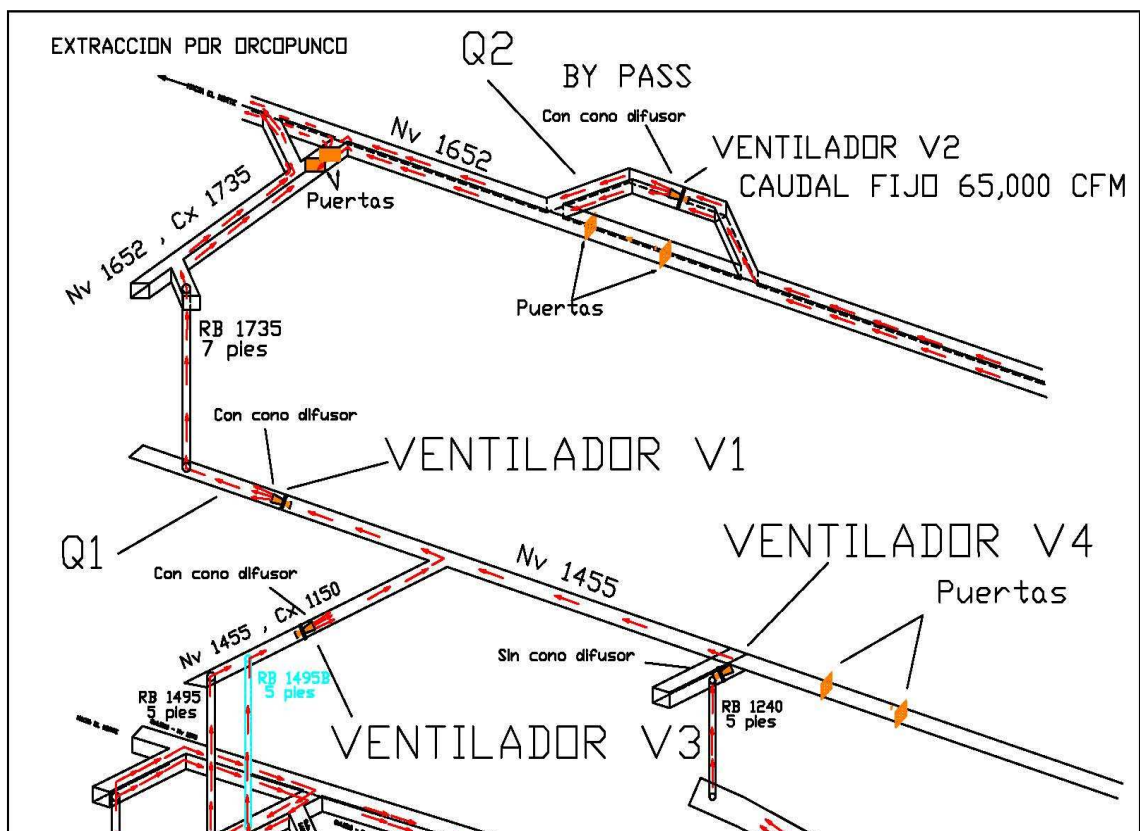 EXTRACCION POR ORCOPUNCO
Q2
BY PASS
Con cono difusor
Nv 1652
VENTILADOR V2
CAUDAL FIJO 65,000 CFM
Puertas
Nv 1652 , Cx 1735
Puertas
RB 1735
7 pies
Con cono difusor
VENTILADOR V1
Q1
Nv 1455
VENTILADOR V4
Puertas
Con cono difusor
Nv 1455 , Cx 1150
Sin cono difusor
RB 1495
5 pies
RB 1495B
5 pies
RB 1240
5 pies
VENTILADOR V3